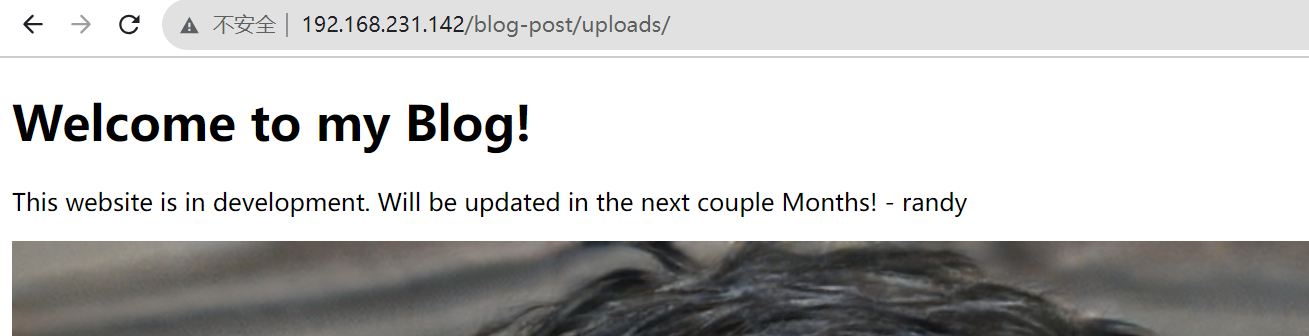 不安全 | 192.168.231.142/blog-post/uploads/
Welcome to my Blog!
This website is in development. Will be updated in the next couple Months! - randy